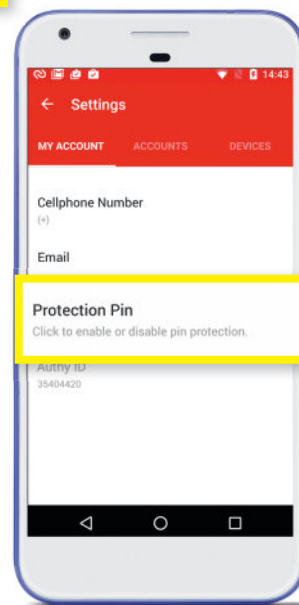 14:43
← Settings
MY ACCOUNT ACCOUNTS DEVICES
Cellphone Number
(+)
Email
Protection Pin
Click to enable or disable pin protection.
Authy ID
35404420